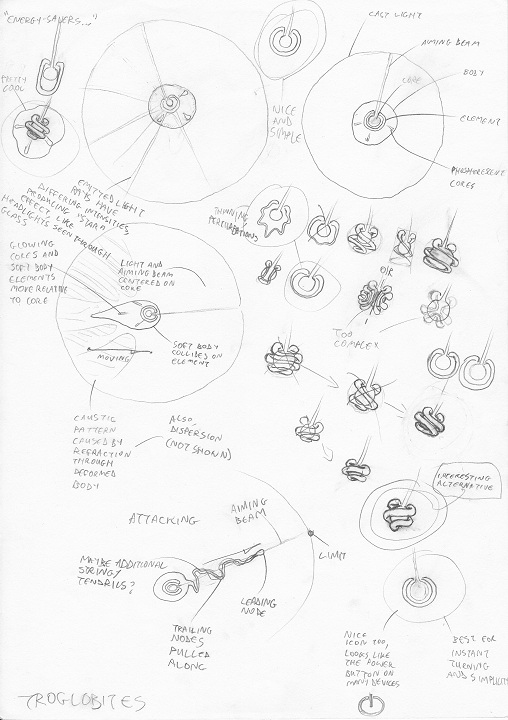 "ENERGY-SAVERS..."
PRETTY
COOL
NICE
AND
SIMPLE
CAST LIGHT
AIMING BEAM
CORE
BODY
ELEMENT
PHOSPHORESCENT
CORES
EMITTED LIGHT
RAYS HAVE
DIFFERING INTENSITIES,
PRODUCING "STAR"
EFFECT, LIKE
HEADLIGHTS SEEN THROUGH
GLASS
TURNING
PERTURBATIONS
OR
TOO
COMPLEX
GLOWING
CORES AND
SOFT BODY
ELEMENTS
MOVE RELATIVE
TO CORE
LIGHT AND
AIMING BEAM
CENTERED ON
CORE
SOFT BODY
COLLIDES ON
ELEMENT
MOVING
CAUSTIC
PATTERN
CAUSED BY
REFRACTION
THROUGH
DEFORMED
BODY
ALSO,
DISPERSION
(NOT SHOWN)
INTERESTING
ALTERNATIVE
ATTACKING
AIMING
BEAM
LIMIT
MAYBE ADDITIONAL
STRINGY
TENDRILS?
LEADING
NODE
TRAILING
NODES
PULLED
ALONG
NICE
ICON TOO,
LOOKS LIKE
THE POWER
BUTTON ON
MANY DEVICES
BEST FOR
INSTANT
TURNING
AND SIMPLICITY
TROGLOBITES